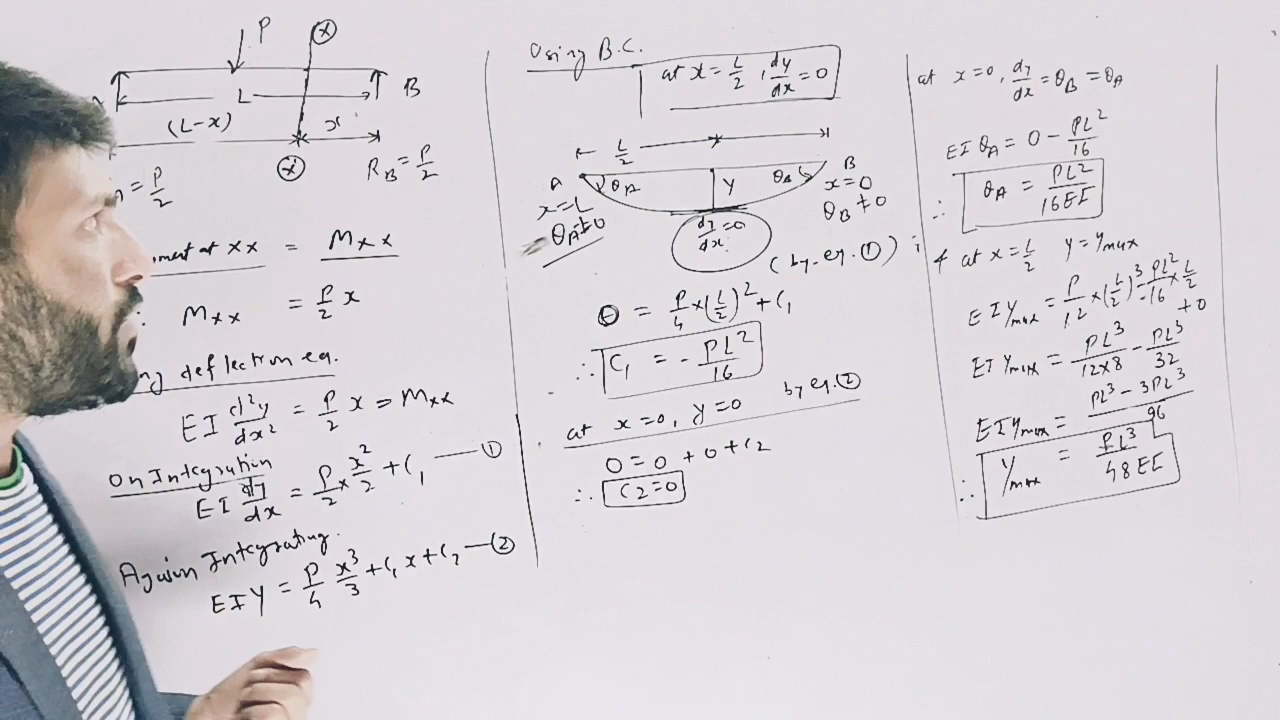 P
x
L
B
(L-x)
x
x
R_B = P/2
A = P/2
oment at xx = M_xx
M_xx = P/2 x
ng deflection eq.
EI d²y/dx² = P/2 x = M_xx
On Integration
EI dy/dx = P/2 × x²/2 + C₁ — ①
Again Integrating.
EIY = P/4 x³/3 + C₁x + C₂ — ②
Using B.C.
at x = L/2, dy/dx = 0
L/2
A
x = L
θ_A ≠ 0
θ_A
Y
θ_B
B
x = 0
θ_B ≠ 0
dy/dx = 0
(by eq. ①) :
0 = P/4 × (L/2)² + C₁
∴ C₁ = - PL²/16
at x = 0, y = 0 by eq. ②
0 = 0 + 0 + C₂
∴ C₂ = 0
at x = 0, dy/dx = θ_B = θ_A
EI θ_A = 0 - PL²/16
∴ θ_A = PL²/16EI
& at x = L/2 y = y_max
EI Y_max = P/12 × (L/2)³ - PL²/16 × L/2 + 0
EI Y_max = PL³/12×8 - PL³/32
EI Y_max = PL³ - 3PL³/96
∴ Y_max = PL³/48EI